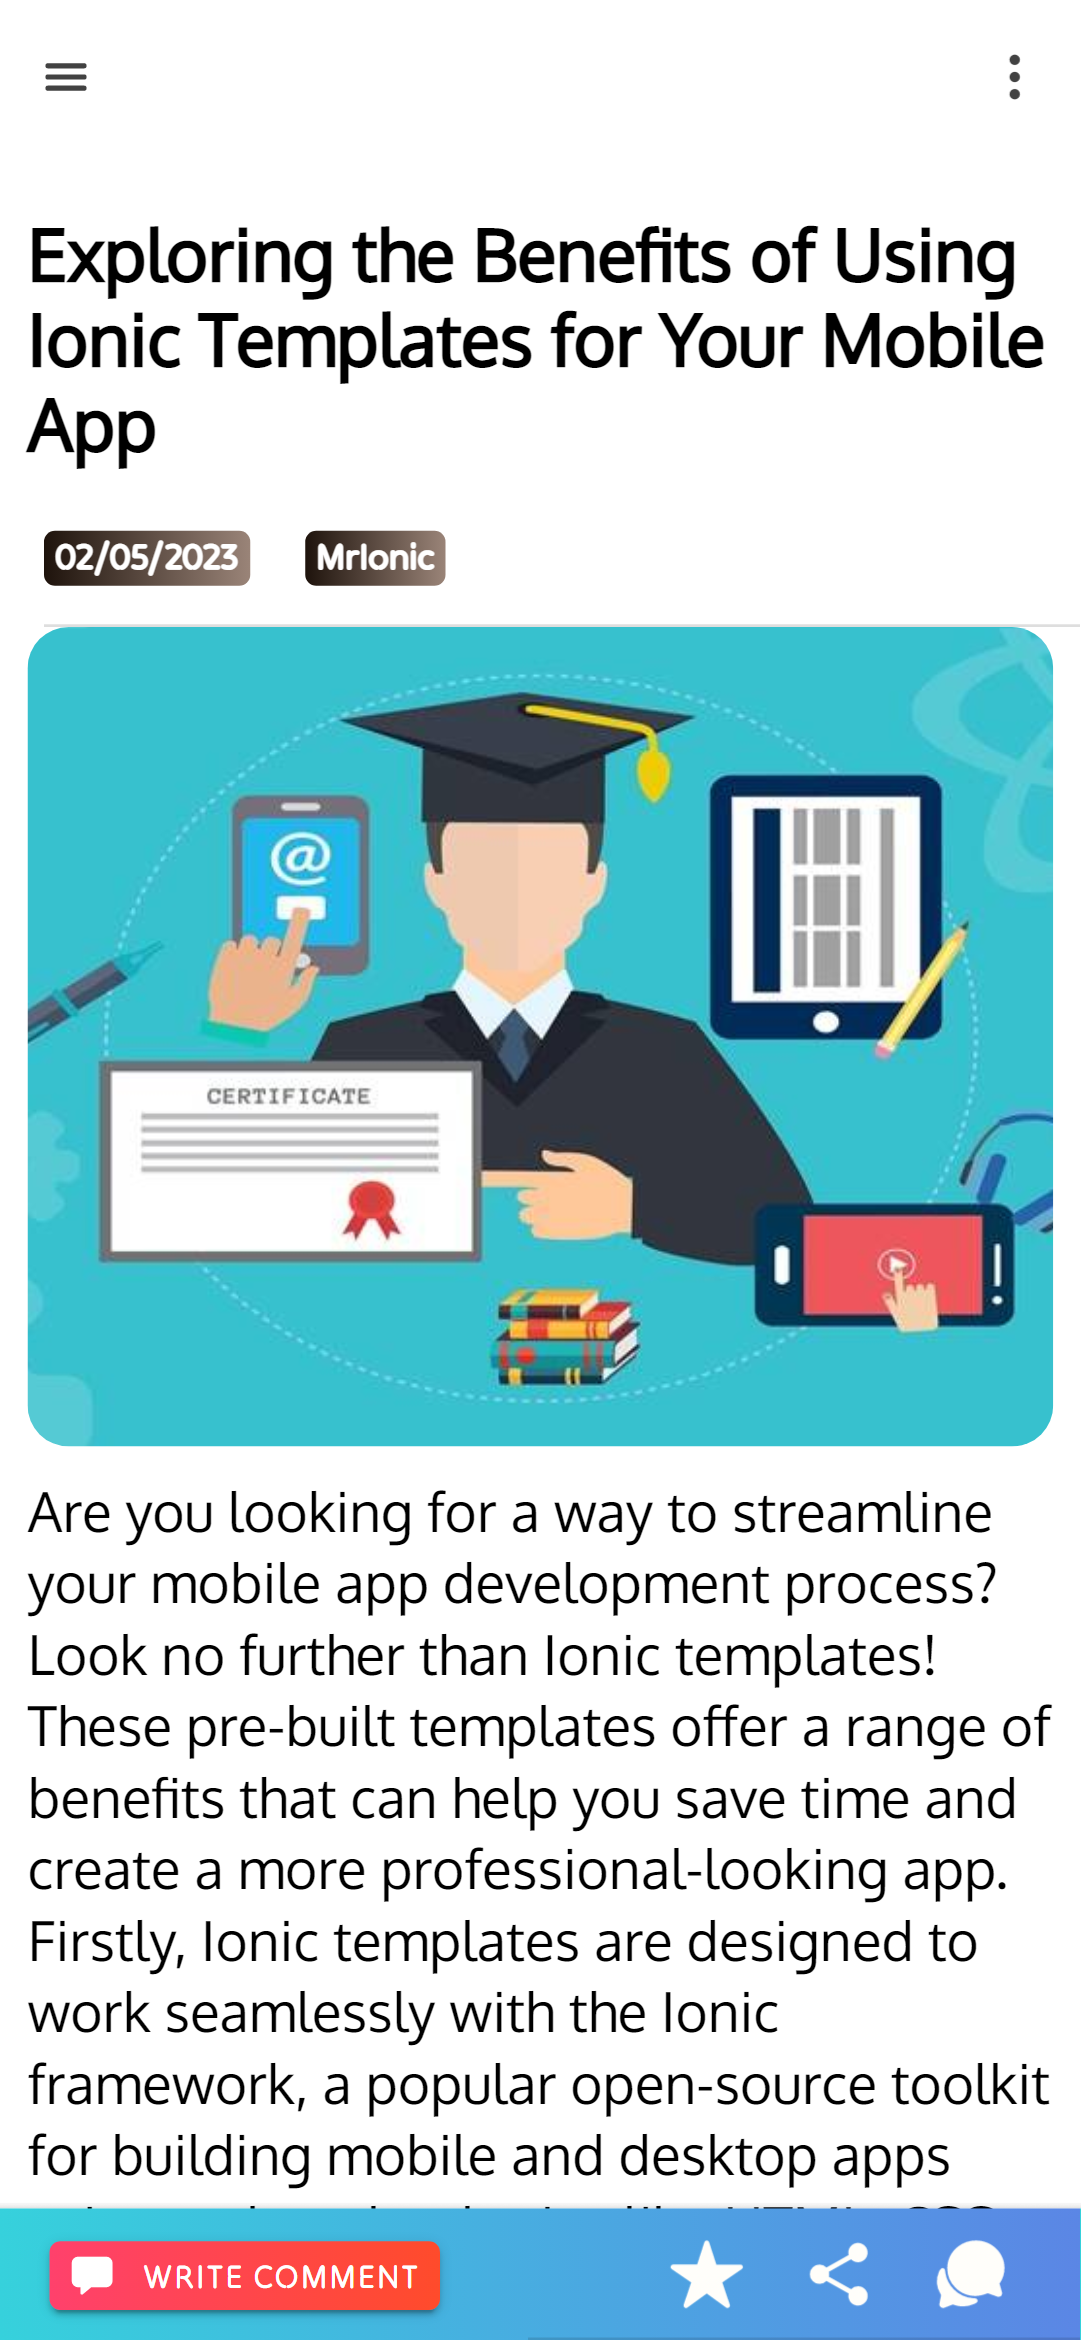 Exploring the Benefits of Using
Ionic Templates for Your Mobile
App
02/05/2023 MrIonic
@
CERTIFICATE
Are you looking for a way to streamline
your mobile app development process?
Look no further than Ionic templates!
These pre-built templates offer a range of
benefits that can help you save time and
create a more professional-looking app.
Firstly, Ionic templates are designed to
work seamlessly with the Ionic
framework, a popular open-source toolkit
for building mobile and desktop apps
WRITE COMMENT